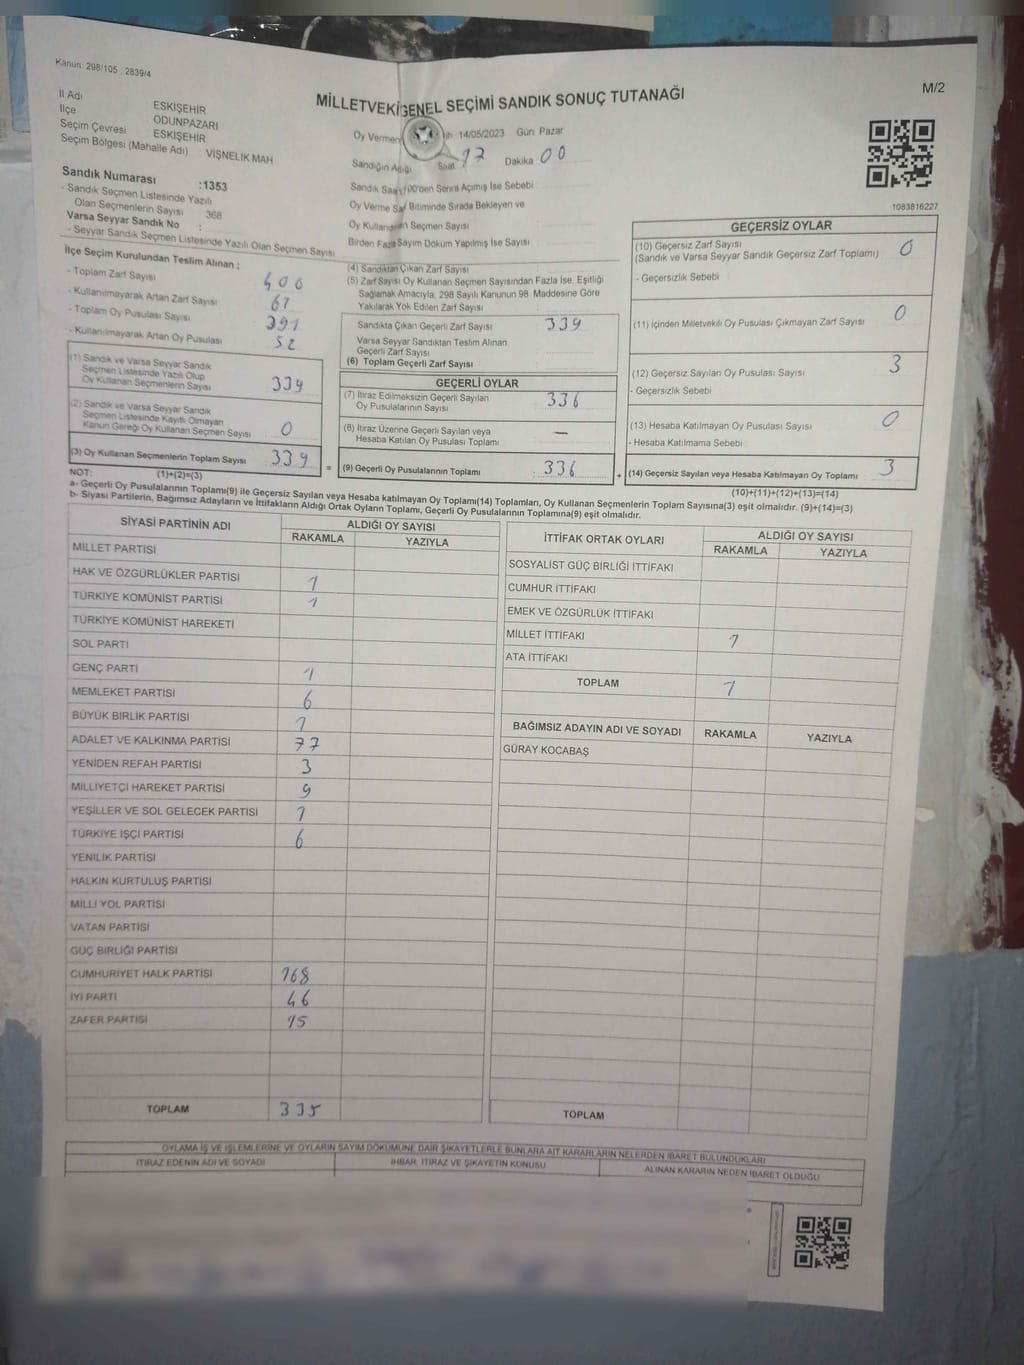 Kanun: 298/105 , 2839/4
M/2
MİLLETVEKİ GENEL SEÇİMİ SANDIK SONUÇ TUTANAĞI
İl Adı ESKİŞEHİR
İlçe ODUNPAZARI
Seçim Çevresi ESKİŞEHİR
Seçim Bölgesi (Mahalle Adı) VİŞNELİK MAH
Oy Vermen 14/05/2023 Gün Pazar
Sandığın Açığı Saat 17 Dakika 00
Sandık Saa 00'den Sonra Açımış İse Sebebi
Oy Verme Sa Bitiminde Sırada Bekleyen ve
Oy Kullanan Seçmen Sayısı
Birden Fazla Sayım Döküm Yapılmış İse Sayısı
1083816227
Sandık Numarası :1353
- Sandık Seçmen Listesinde Yazılı
Olan Seçmenlerin Sayısı 368
Varsa Seyyar Sandık No :
- Seyyar Sandık Seçmen Listesinde Yazılı Olan Seçmen Sayısı
İlçe Seçim Kurulundan Teslim Alınan :
- Toplam Zarf Sayısı 400
- Kullanılmayarak Artan Zarf Sayısı 61
- Toplam Oy Pusulası Sayısı 391
- Kullanılmayarak Artan Oy Pusulası 52
(1) Sandık ve Varsa Seyyar Sandık
Seçmen Listesinde Yazılı Olup
Oy Kullanan Seçmenlerin Sayısı 339
(2) Sandık ve Varsa Seyyar Sandık
Seçmen Listesinde Kayıtlı Olmayan
Kanun Gereği Oy Kullanan Seçmen Sayısı 0
(3) Oy Kullanan Seçmenlerin Toplam Sayısı 339
(4) Sandıktan Çıkan Zarf Sayısı
(5) Zarf Sayısı Oy Kullanan Seçmen Sayısından Fazla İse, Eşitliği
Sağlamak Amacıyla, 298 Sayılı Kanunun 98. Maddesine Göre
Yakılarak Yok Edilen Zarf Sayısı
Sandıkta Çıkan Geçerli Zarf Sayısı 339
Varsa Seyyar Sandıktan Teslim Alınan
Geçerli Zarf Sayısı
(6) Toplam Geçerli Zarf Sayısı
GEÇERLİ OYLAR
(7) İtiraz Edilmeksizin Geçerli Sayılan
Oy Pusulalarının Sayısı 336
(8) İtiraz Üzerine Geçerli Sayılan veya
Hesaba Katılan Oy Pusulası Toplamı —
= (9) Geçerli Oy Pusulalarının Toplamı 336 +
GEÇERSİZ OYLAR
(10) Geçersiz Zarf Sayısı 0
(Sandık ve Varsa Seyyar Sandık Geçersiz Zarf Toplamı)
- Geçersizlik Sebebi
(11) İçinden Milletvekili Oy Pusulası Çıkmayan Zarf Sayısı 0
(12) Geçersiz Sayılan Oy Pusulası Sayısı 3
- Geçersizlik Sebebi
(13) Hesaba Katılmayan Oy Pusulası Sayısı 0
- Hesaba Katılmama Sebebi
(14) Geçersiz Sayılan veya Hesaba Katılmayan Oy Toplamı 3
NOT: (1)+(2)=(3)
(10)+(11)+(12)+(13)=(14)
a- Geçerli Oy Pusulalarının Toplamı(9) ile Geçersiz Sayılan veya Hesaba katılmayan Oy Toplamı(14) Toplamları, Oy Kullanan Seçmenlerin Toplam Sayısına(3) eşit olmalıdır. (9)+(14)=(3)
b- Siyasi Partilerin, Bağımsız Adayların ve İttifakların Aldığı Ortak Oyların Toplamı, Geçerli Oy Pusulalarının Toplamına(9) eşit olmalıdır.
SİYASİ PARTİNİN ADI ALDIĞI OY SAYISI
RAKAMLA YAZIYLA
MİLLET PARTİSİ
HAK VE ÖZGÜRLÜKLER PARTİSİ 1
TÜRKİYE KOMÜNİST PARTİSİ 1
TÜRKİYE KOMÜNİST HAREKETİ
SOL PARTİ
GENÇ PARTİ 1
MEMLEKET PARTİSİ 6
BÜYÜK BİRLİK PARTİSİ 1
ADALET VE KALKINMA PARTİSİ 77
YENİDEN REFAH PARTİSİ 3
MİLLİYETÇİ HAREKET PARTİSİ 9
YEŞİLLER VE SOL GELECEK PARTİSİ 1
TÜRKİYE İŞÇİ PARTİSİ 6
YENİLİK PARTİSİ
HALKIN KURTULUŞ PARTİSİ
MİLLİ YOL PARTİSİ
VATAN PARTİSİ
GÜÇ BİRLİĞİ PARTİSİ
CUMHURİYET HALK PARTİSİ 168
İYİ PARTİ 46
ZAFER PARTİSİ 15
TOPLAM 335
İTTİFAK ORTAK OYLARI ALDIĞI OY SAYISI
RAKAMLA YAZIYLA
SOSYALİST GÜÇ BİRLİĞİ İTTİFAKI
CUMHUR İTTİFAKI
EMEK VE ÖZGÜRLÜK İTTİFAKI
MİLLET İTTİFAKI 1
ATA İTTİFAKI
TOPLAM 1
BAĞIMSIZ ADAYIN ADI VE SOYADI RAKAMLA YAZIYLA
GÜRAY KOCABAŞ
TOPLAM
OYLAMA İŞ VE İŞLEMLERİNE VE OYLARIN SAYIM DÖKÜMÜNE DAİR ŞİKAYETLERLE BUNLARA AİT KARARLARIN NELERDEN İBARET BULUNDUKLARI
İTİRAZ EDENİN ADI VE SOYADI İHBAR, İTİRAZ VE ŞİKAYETİN KONUSU ALINAN KARARIN NEDEN İBARET OLDUĞU